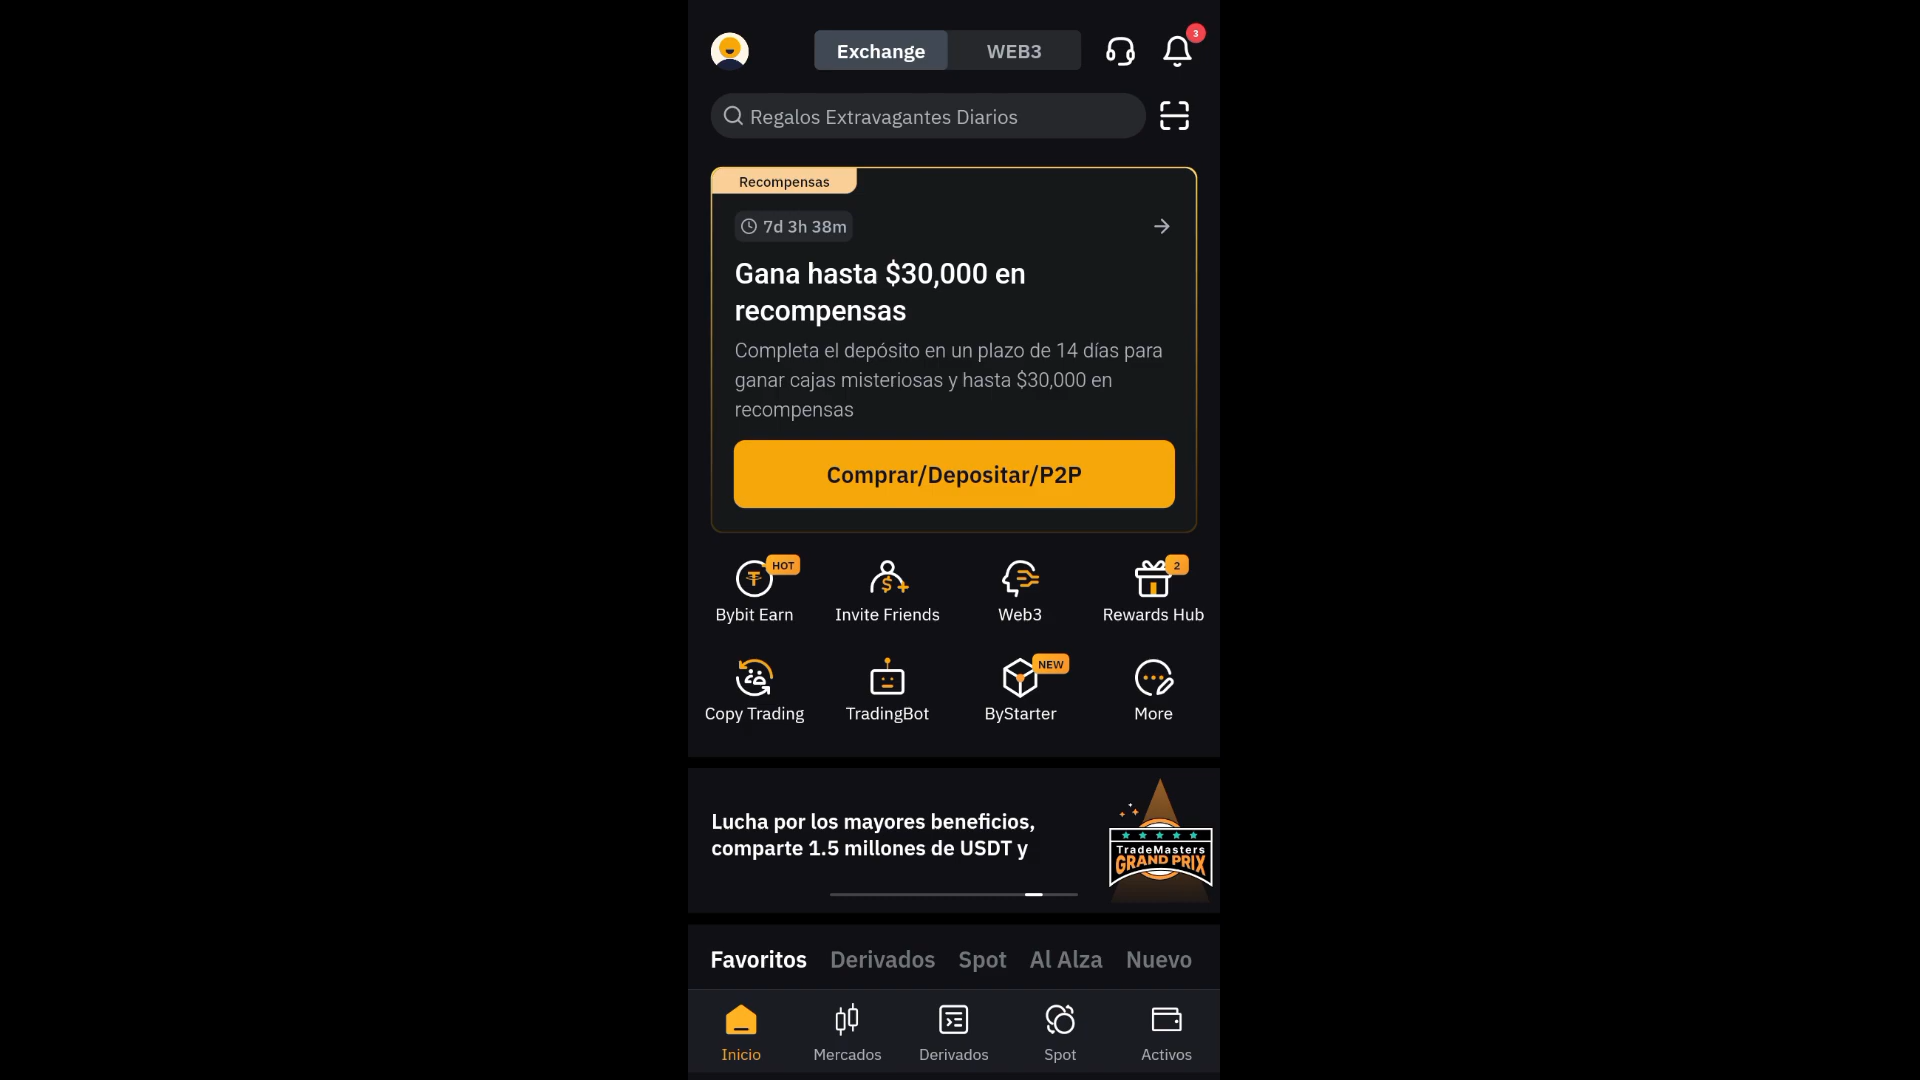 Exchange
WEB3
3
Regalos Extravagantes Diarios
Recompensas
7d 3h 38m
Gana hasta $30,000 en
recompensas
Completa el depósito en un plazo de 14 días para
ganar cajas misteriosas y hasta $30,000 en
recompensas
Comprar/Depositar/P2P
HOT
2
Bybit Earn
Invite Friends
Web3
Rewards Hub
NEW
Copy Trading
TradingBot
ByStarter
More
Lucha por los mayores beneficios,
comparte 1.5 millones de USDT y
TradeMasters
GRAND PRIX
Favoritos
Derivados
Spot
Al Alza
Nuevo
Inicio
Mercados
Derivados
Spot
Activos